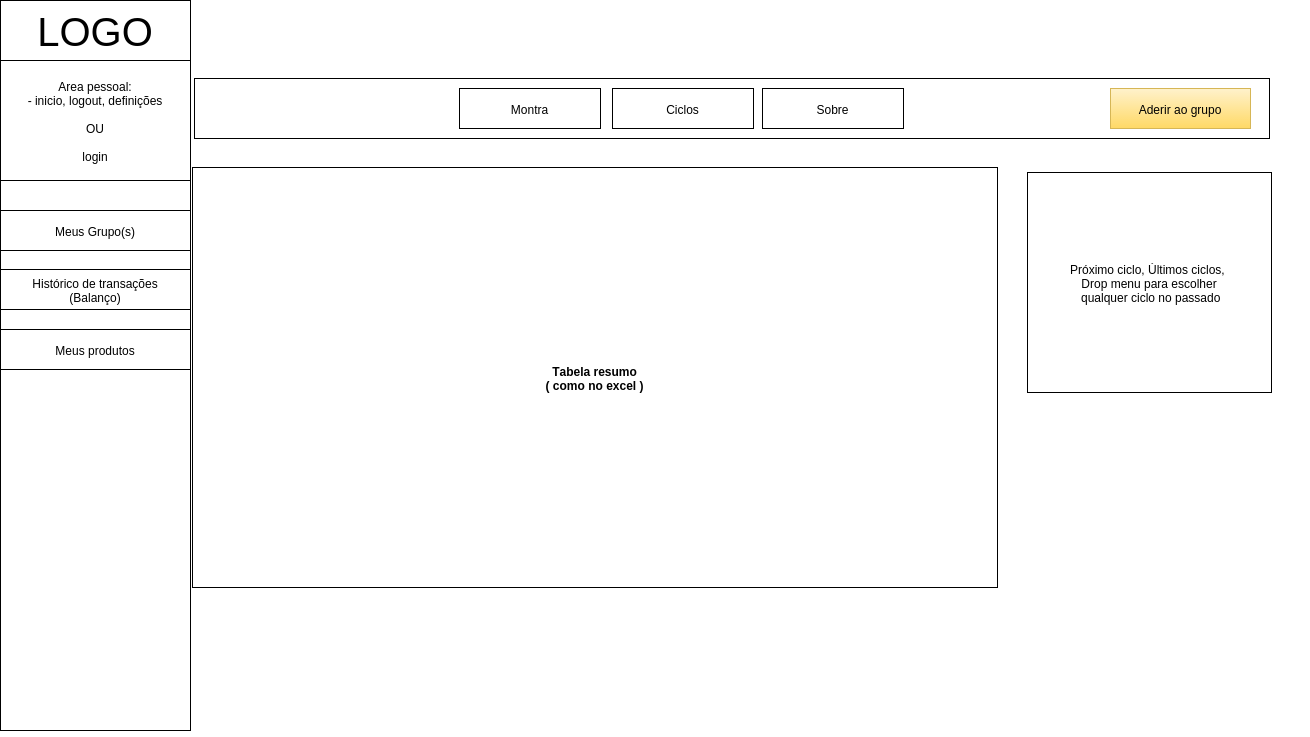 LOGO
Area pessoal:
- inicio, logout, definições
OU
login
Meus Grupo(s)
Histórico de transações
(Balanço)
Meus produtos
Montra
Ciclos
Sobre
Aderir ao grupo
Tabela resumo
( como no excel )
Próximo ciclo, Últimos ciclos,
Drop menu para escolher
qualquer ciclo no passado